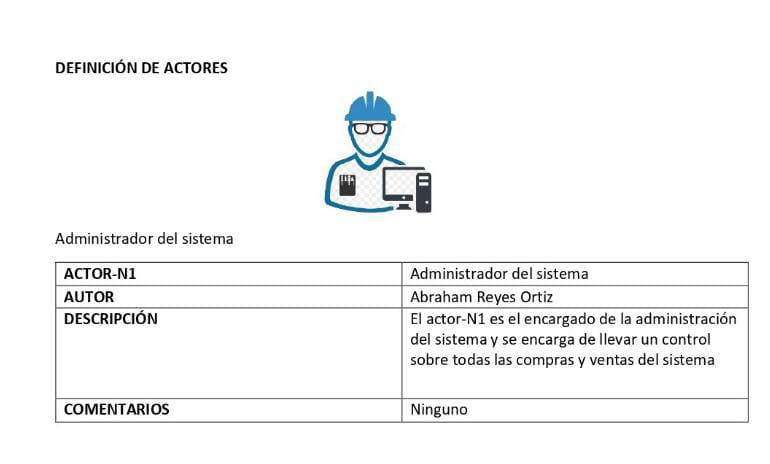 DEFINICIÓN DE ACTORES
Administrador del sistema
ACTOR-N1 Administrador del sistema
AUTOR Abraham Reyes Ortiz
DESCRIPCIÓN El actor-N1 es el encargado de la administración
del sistema y se encarga de llevar un control
sobre todas las compras y ventas del sistema
COMENTARIOS Ninguno